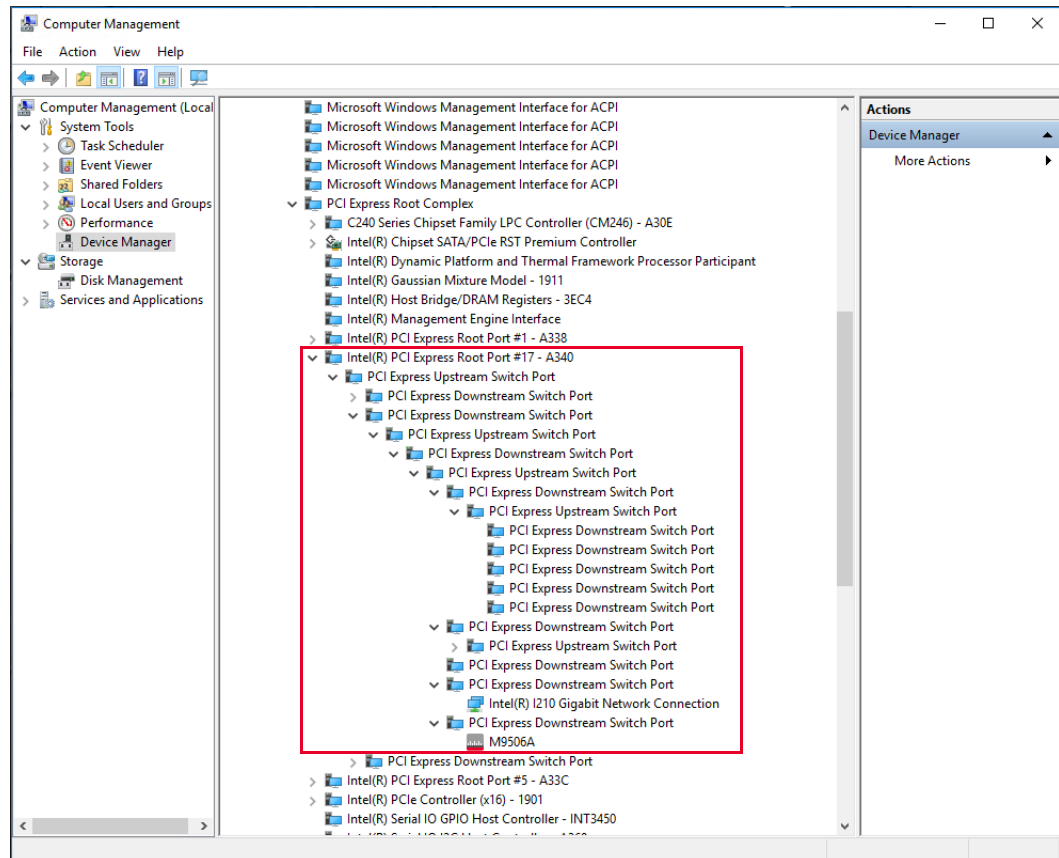 Computer Management
File Action View Help
Computer Management (Local
System Tools
Task Scheduler
Event Viewer
Shared Folders
Local Users and Groups
Performance
Device Manager
Storage
Disk Management
Services and Applications
Microsoft Windows Management Interface for ACPI
Microsoft Windows Management Interface for ACPI
Microsoft Windows Management Interface for ACPI
Microsoft Windows Management Interface for ACPI
Microsoft Windows Management Interface for ACPI
PCI Express Root Complex
C240 Series Chipset Family LPC Controller (CM246) - A30E
Intel(R) Chipset SATA/PCIe RST Premium Controller
Intel(R) Dynamic Platform and Thermal Framework Processor Participant
Intel(R) Gaussian Mixture Model - 1911
Intel(R) Host Bridge/DRAM Registers - 3EC4
Intel(R) Management Engine Interface
Intel(R) PCI Express Root Port #1 - A338
Intel(R) PCI Express Root Port #17 - A340
PCI Express Upstream Switch Port
PCI Express Downstream Switch Port
PCI Express Downstream Switch Port
PCI Express Upstream Switch Port
PCI Express Downstream Switch Port
PCI Express Upstream Switch Port
PCI Express Downstream Switch Port
PCI Express Upstream Switch Port
PCI Express Downstream Switch Port
PCI Express Downstream Switch Port
PCI Express Downstream Switch Port
PCI Express Downstream Switch Port
PCI Express Downstream Switch Port
PCI Express Downstream Switch Port
PCI Express Upstream Switch Port
PCI Express Downstream Switch Port
PCI Express Downstream Switch Port
Intel(R) I210 Gigabit Network Connection
PCI Express Downstream Switch Port
M9506A
PCI Express Downstream Switch Port
Intel(R) PCI Express Root Port #5 - A33C
Intel(R) PCIe Controller (x16) - 1901
Intel(R) Serial IO GPIO Host Controller - INT3450
Actions
Device Manager
More Actions